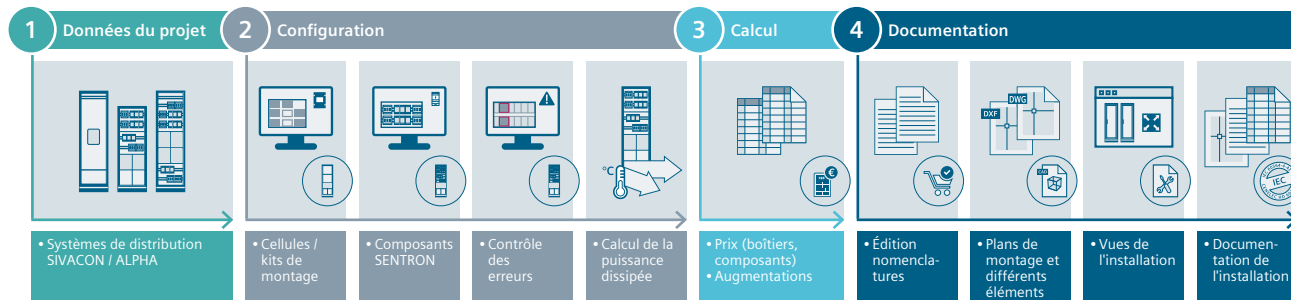 1 Données du projet
2 Configuration
3 Calcul
4 Documentation
°C
€
DXF
DWG
IEC
• Systèmes de distribution
SIVACON / ALPHA
• Cellules /
kits de
montage
• Composants
SENTRON
• Contrôle
des
erreurs
• Calcul de la
puissance
dissipée
• Prix (boîtiers,
composants)
• Augmentations
• Édition
nomencla-
tures
• Plans de
montage et
différents
éléments
• Vues de
l'installation
• Documen-
tation de
l'installation